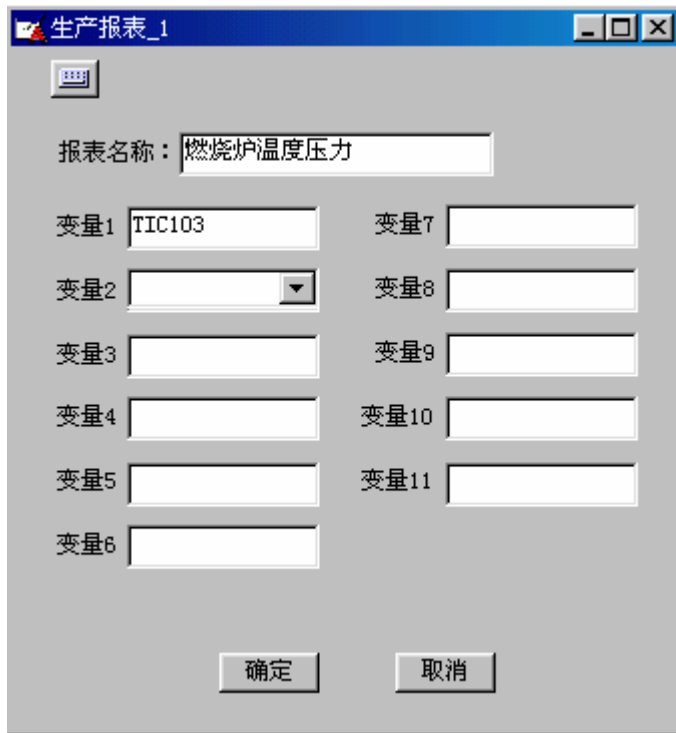 生产报表_1
报表名称：燃烧炉温度压力
变量1 TIC103
变量7
变量2
变量8
变量3
变量9
变量4
变量10
变量5
变量11
变量6
确定 取消